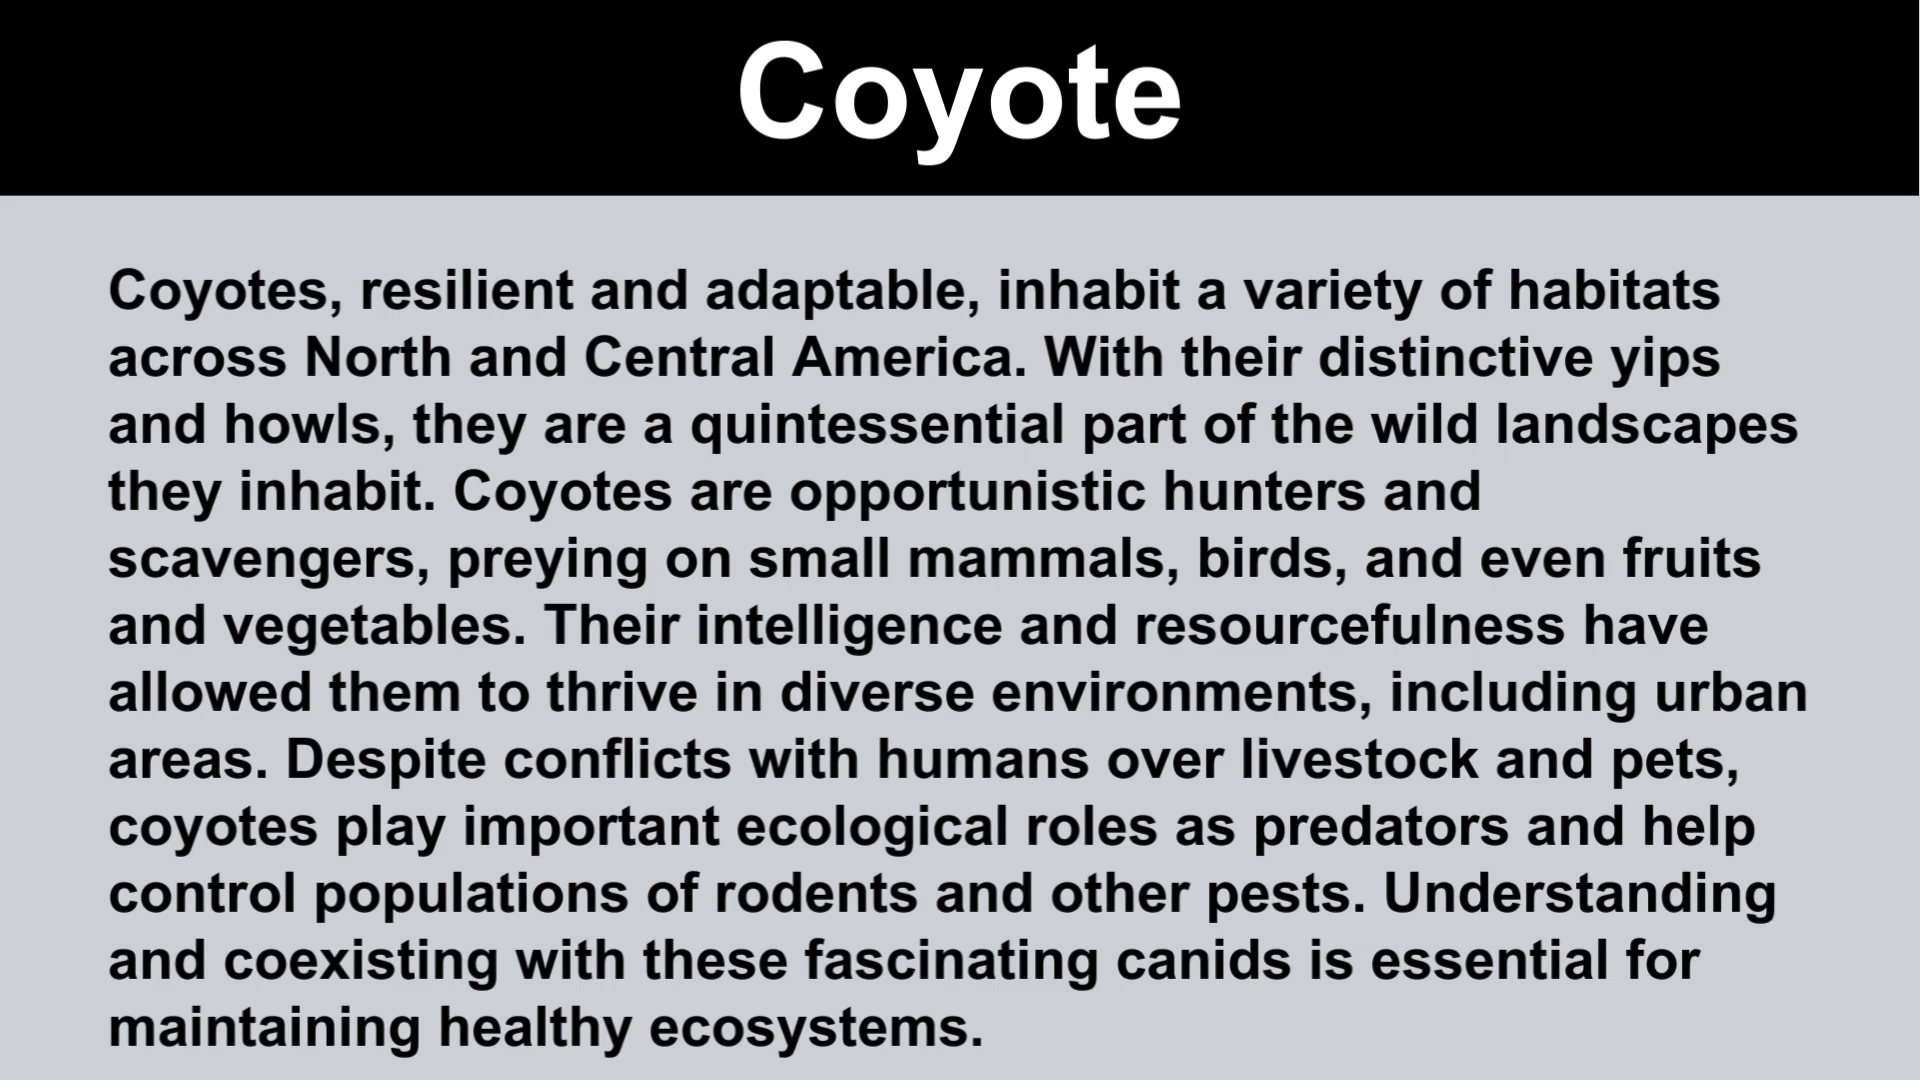 Coyote
Coyotes, resilient and adaptable, inhabit a variety of habitats
across North and Central America. With their distinctive yips
and howls, they are a quintessential part of the wild landscapes
they inhabit. Coyotes are opportunistic hunters and
scavengers, preying on small mammals, birds, and even fruits
and vegetables. Their intelligence and resourcefulness have
allowed them to thrive in diverse environments, including urban
areas. Despite conflicts with humans over livestock and pets,
coyotes play important ecological roles as predators and help
control populations of rodents and other pests. Understanding
and coexisting with these fascinating canids is essential for
maintaining healthy ecosystems.